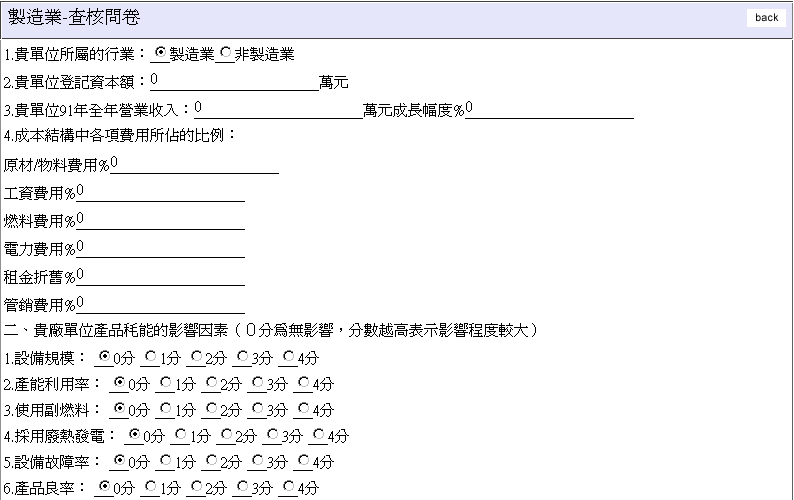 製造業-查核問卷 back
1.貴單位所屬的行業：製造業 非製造業
2.貴單位登記資本額：0萬元
3.貴單位91年全年營業收入：0萬元成長幅度%0
4.成本結構中各項費用所佔的比例：
原材/物料費用%0
工資費用%0
燃料費用%0
電力費用%0
租金折舊%0
管銷費用%0
二、貴廠單位產品秏能的影響因素（０分為無影響，分數越高表示影響程度較大）
1.設備規模： 0分 1分 2分 3分 4分
2.產能利用率： 0分 1分 2分 3分 4分
3.使用副燃料： 0分 1分 2分 3分 4分
4.採用廢熱發電： 0分 1分 2分 3分 4分
5.設備故障率： 0分 1分 2分 3分 4分
6.產品良率： 0分 1分 2分 3分 4分